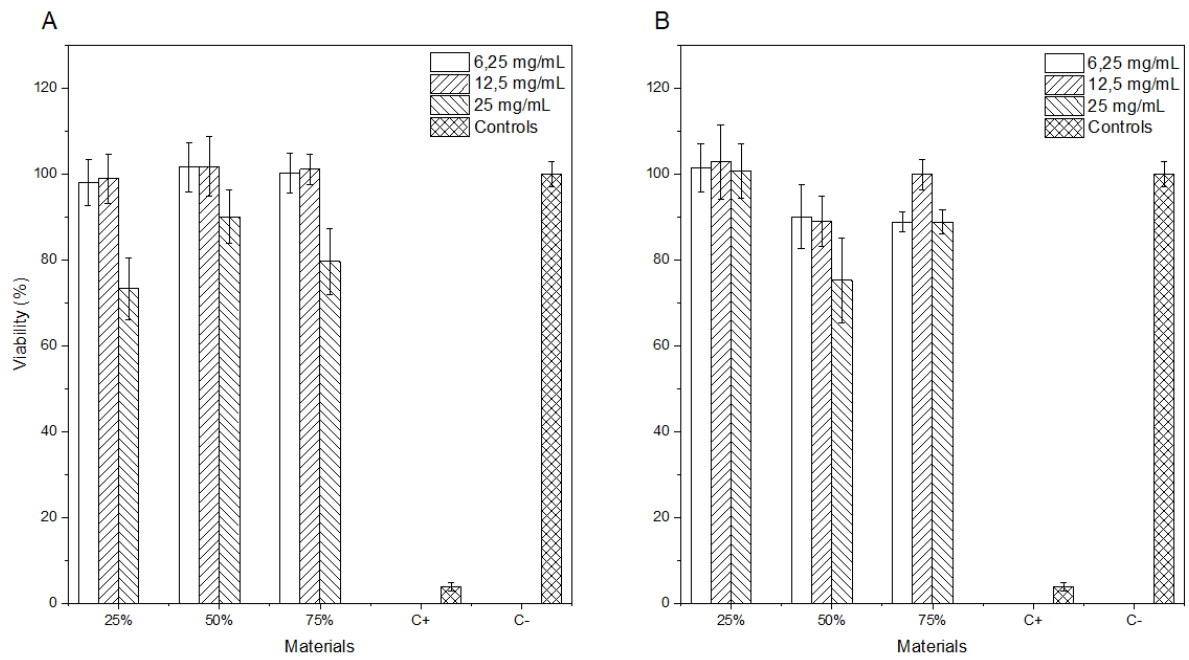 A
6,25 mg/mL
12,5 mg/mL
25 mg/mL
Controls
120
100
80
60
40
20
0
Viability (%)
25% 50% 75% C+ C-
Materials
B
6,25 mg/mL
12,5 mg/mL
25 mg/mL
Controls
120
100
80
60
40
20
0
25% 50% 75% C+ C-
Materials